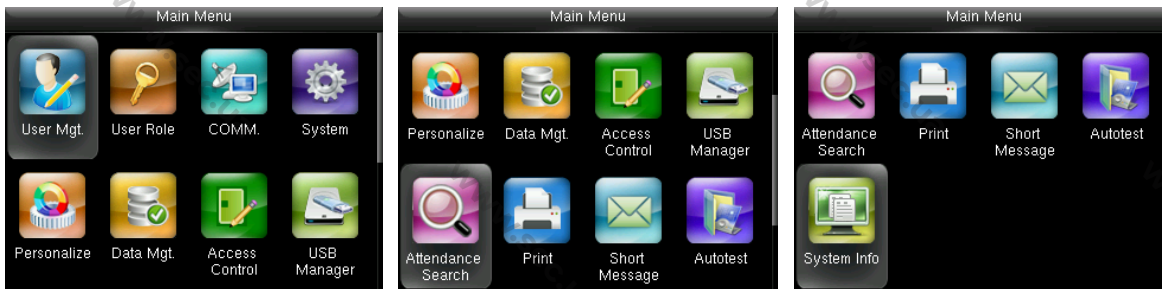 Main Menu
User Mgt. User Role COMM. System
Personalize Data Mgt. Access Control USB Manager
Main Menu
Personalize Data Mgt. Access Control USB Manager
Attendance Search Print Short Message Autotest
Main Menu
Attendance Search Print Short Message Autotest
System Info